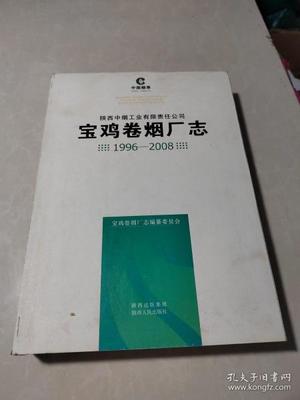 中国烟草
陕西中烟工业有限责任公司
宝鸡卷烟厂志
1996—2008
宝鸡卷烟厂志编纂委员会
陕西出版集团
陕西人民出版社
孔夫子旧书网